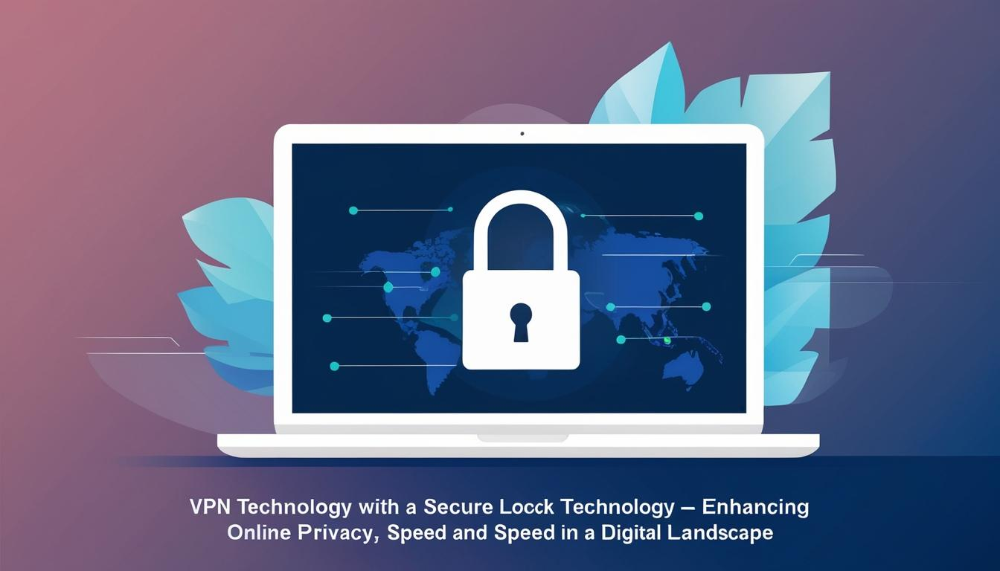 VPN Technology with a Secure Locck Technology – Enhancing
Online Privacy, Speed and Speed in a Digital Landscape